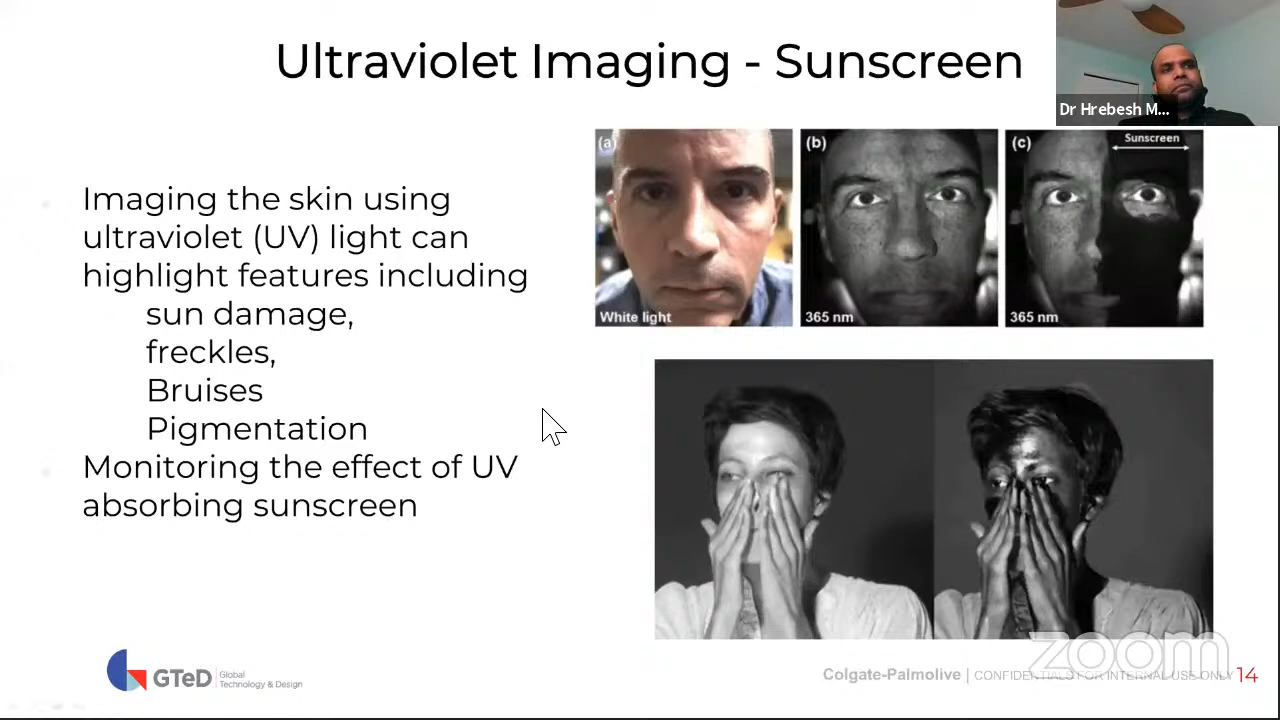 Ultraviolet Imaging - Sunscreen
Dr Hrebesh M...
Imaging the skin using
ultraviolet (UV) light can
highlight features including
sun damage,
freckles,
Bruises
Pigmentation
Monitoring the effect of UV
absorbing sunscreen
(a)
White light
(b)
365 nm
(c)
Sunscreen
365 nm
GTeD
Global
Technology & Design
zoom
Colgate-Palmolive | CONFIDENTIALS FOR INTERNAL USE ONLY
14